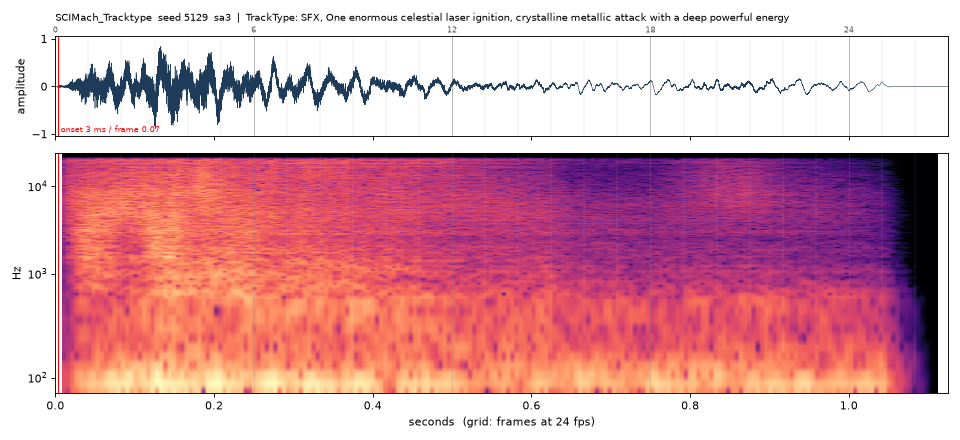 SCIMach_Tracktype seed 5129 sa3 | TrackType: SFX, One enormous celestial laser ignition, crystalline metallic attack with a deep powerful energy
0 6 12 18 24
amplitude
1
0
−1
onset 3 ms / frame 0.07
Hz
10⁴
10³
10²
0.0 0.2 0.4 0.6 0.8 1.0
seconds (grid: frames at 24 fps)